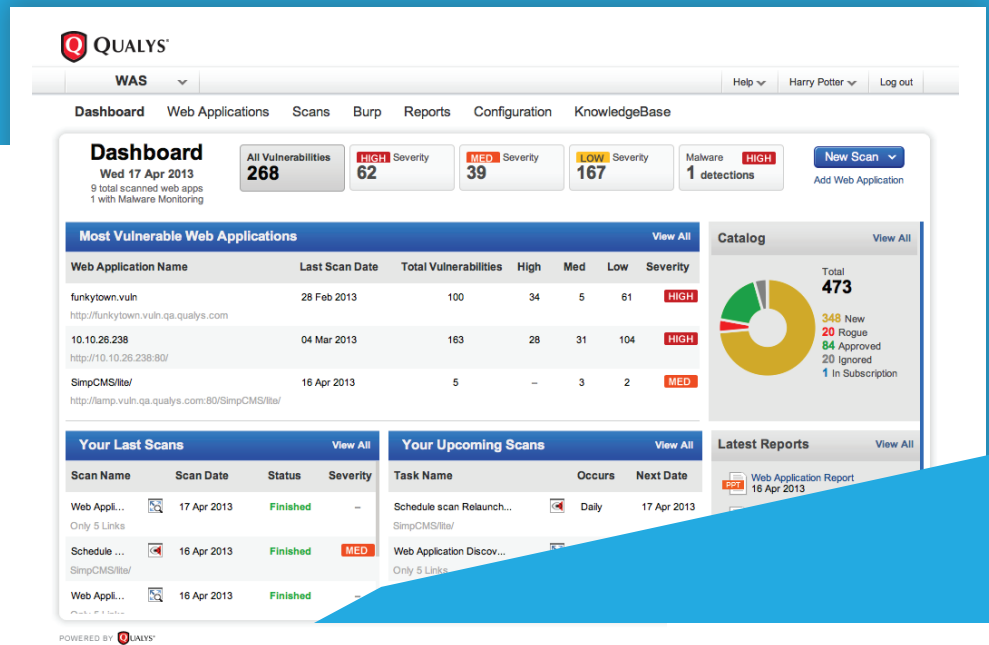 QUALYS
WAS
Help
Harry Potter
Log out
Dashboard Web Applications Scans Burp Reports Configuration KnowledgeBase
Dashboard
Wed 17 Apr 2013
9 total scanned web apps
1 with Malware Monitoring
All Vulnerabilities
268
HIGH Severity
62
MED Severity
39
LOW Severity
167
Malware HIGH
1 detections
New Scan
Add Web Application
Most Vulnerable Web Applications View All
Web Application Name Last Scan Date Total Vulnerabilities High Med Low Severity
funkytown.vuln 28 Feb 2013 100 34 5 61 HIGH
http://funkytown.vuln.qa.qualys.com
10.10.26.238 04 Mar 2013 163 28 31 104 HIGH
http://10.10.26.238:80/
SimpCMS/lite/ 16 Apr 2013 5 – 3 2 MED
http://lamp.vuln.qa.qualys.com:80/SimpCMS/lite/
Catalog View All
Total
473
348 New
20 Rogue
84 Approved
20 Ignored
1 In Subscription
Your Last Scans View All
Scan Name Scan Date Status Severity
Web Appli... 17 Apr 2013 Finished –
Only 5 Links
Schedule ... 16 Apr 2013 Finished MED
SimpCMS/lite/
Web Appli... 16 Apr 2013 Finished –
Only 5 Links
Your Upcoming Scans View All
Task Name Occurs Next Date
Schedule scan Relaunch... Daily 17 Apr 2013
SimpCMS/lite/
Web Application Discov...
Only 5 Links
Latest Reports View All
PPT Web Application Report
16 Apr 2013
POWERED BY QUALYS